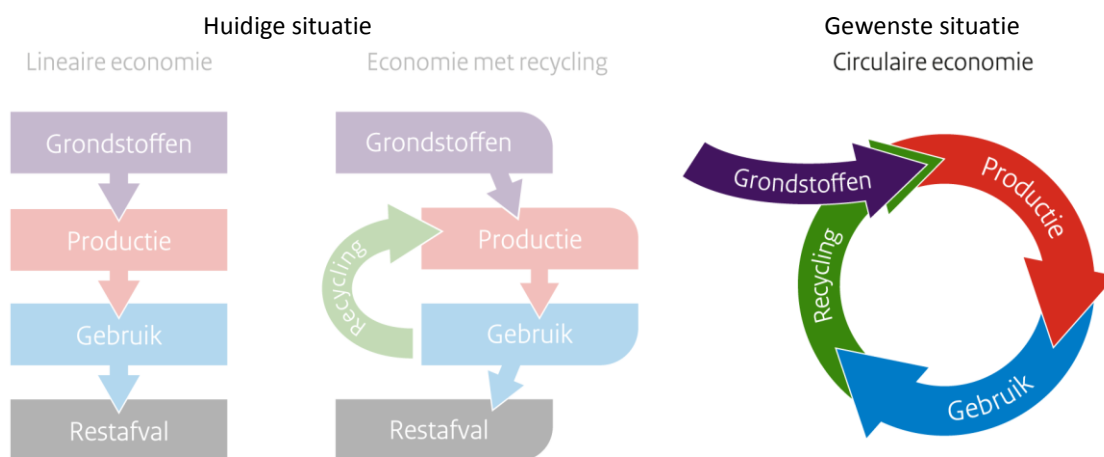 Huidige situatie
Gewenste situatie
Lineaire economie
Economie met recycling
Circulaire economie
Grondstoffen
Productie
Gebruik
Restafval
Grondstoffen
Recycling
Productie
Gebruik
Restafval
Grondstoffen
Productie
Recycling
Gebruik